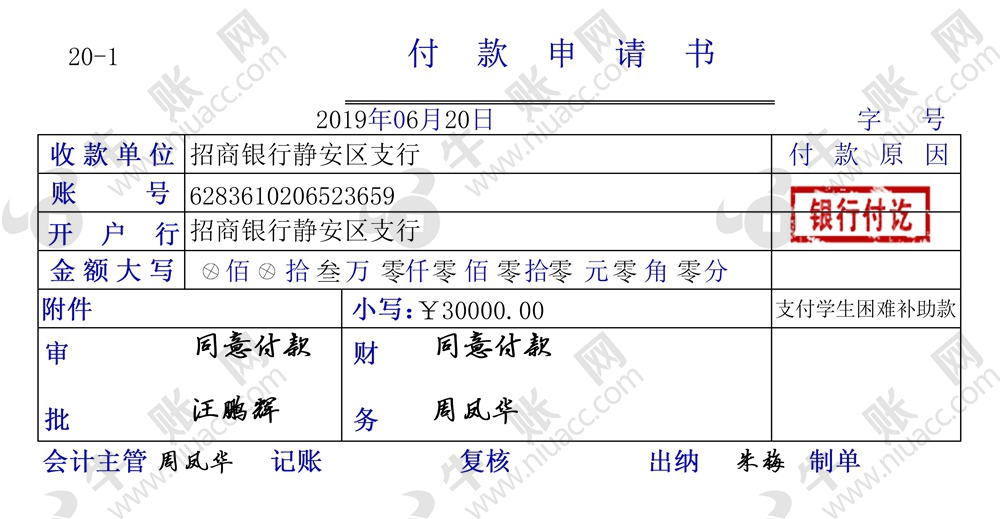 20-1
付款申请书
2019年06月20日 字 号
收款单位 招商银行静安区支行 付款原因
账号 6283610206523659
银行付讫
开户行 招商银行静安区支行
金额大写 ⊗佰⊗拾叁万零仟零佰零拾零元零角零分
附件 小写:¥30000.00 支付学生困难补助款
审批 同意付款 汪鹏辉
财务 同意付款 周凤华
会计主管 周凤华 记账 复核 出纳 朱梅 制单
牛账网
www.niuacc.com